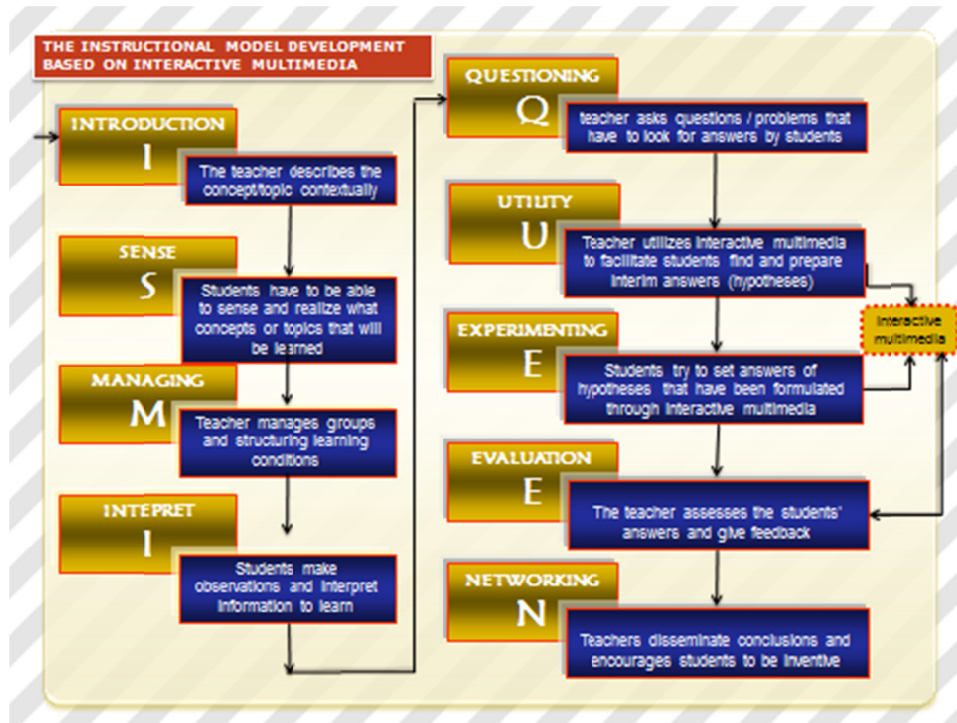 THE INSTRUCTIONAL MODEL DEVELOPMENT
BASED ON INTERACTIVE MULTIMEDIA
INTRODUCTION
I
The teacher describes the
concept/topic contextually
SENSE
S
Students have to be able
to sense and realize what
concepts or topics that will
be learned
MANAGING
M
Teacher manages groups
and structuring learning
conditions
INTEPRET
I
Students make
observations and interpret
information to learn
QUESTIONING
Q
teacher asks questions / problems that
have to look for answers by students
UTILITY
U
Teacher utilizes interactive multimedia
to facilitate students find and prepare
interim answers (hypotheses)
EXPERIMENTING
E
Students try to set answers of
hypotheses that have been formulated
through interactive multimedia
EVALUATION
E
The teacher assesses the students'
answers and give feedback
NETWORKING
N
Teachers disseminate conclusions and
encourages students to be inventive
Interactive
multimedia